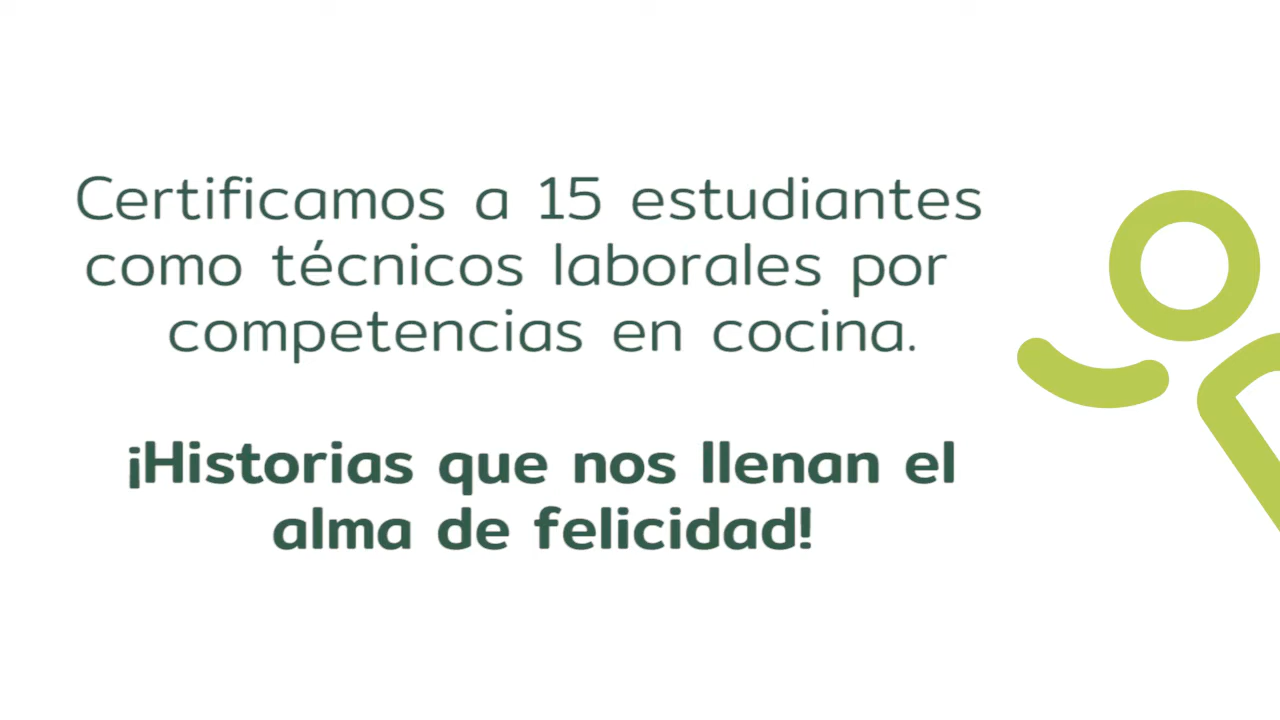 Certificamos a 15 estudiantes
como técnicos laborales por
competencias en cocina.
¡Historias que nos llenan el
alma de felicidad!